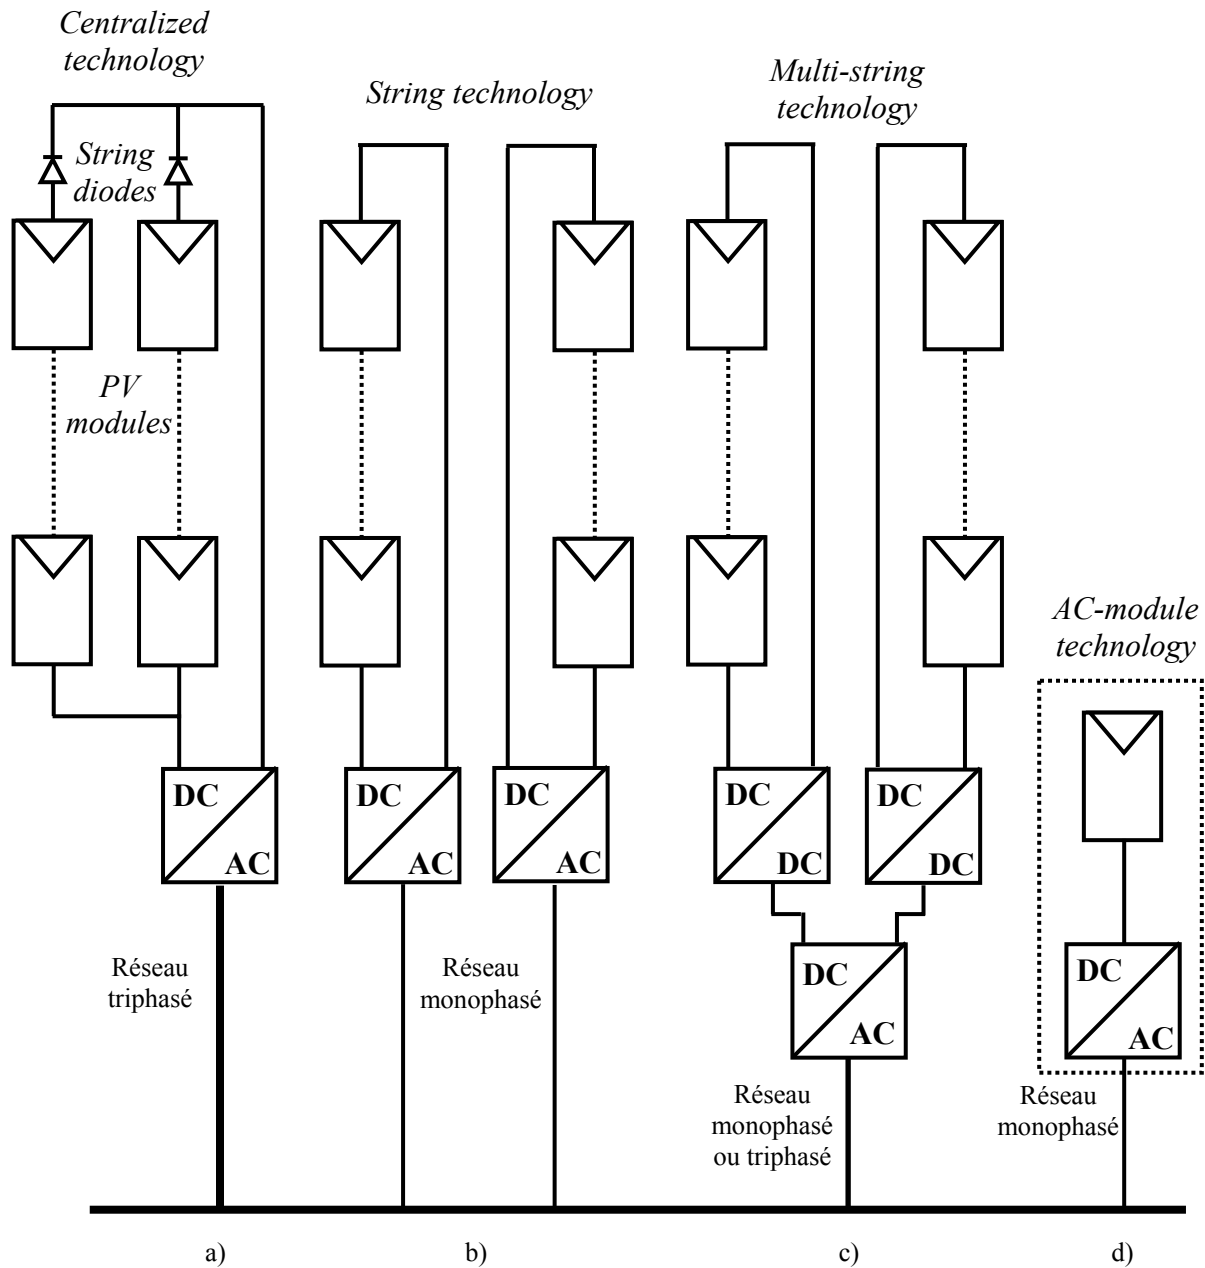 Centralized
technology
String technology
Multi-string
technology
String
diodes
PV
modules
AC-module
technology
DC
AC
DC
AC
DC
AC
DC
DC
DC
DC
DC
AC
DC
AC
Réseau
triphasé
Réseau
monophasé
Réseau
monophasé
ou triphasé
Réseau
monophasé
a)
b)
c)
d)